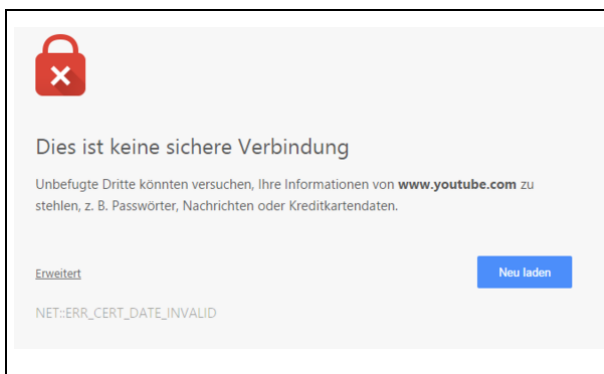 Dies ist keine sichere Verbindung
Unbefugte Dritte könnten versuchen, Ihre Informationen von www.youtube.com zu
stehlen, z. B. Passwörter, Nachrichten oder Kreditkartendaten.
Erweitert
Neu laden
NET::ERR_CERT_DATE_INVALID